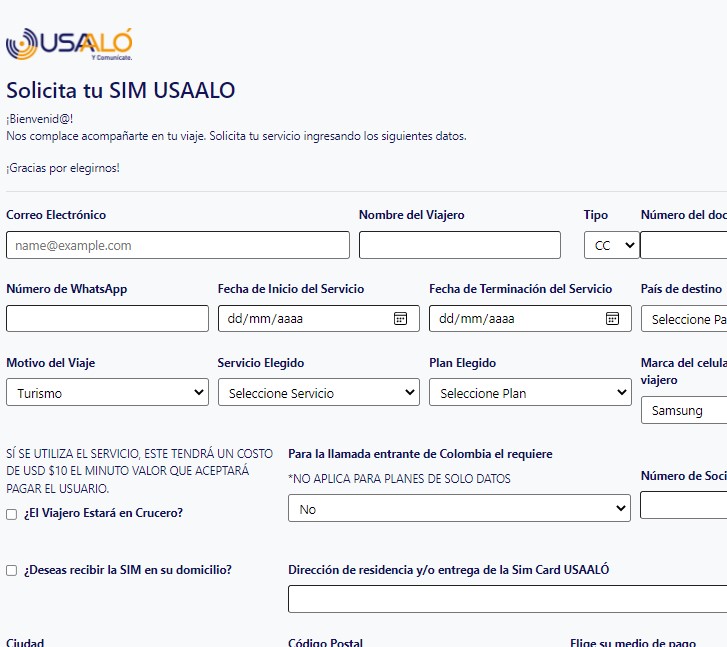 USAALÓ
Y Comunícate.
Solicita tu SIM USAALO
¡Bienvenid@!
Nos complace acompañarte en tu viaje. Solicita tu servicio ingresando los siguientes datos.
¡Gracias por elegirnos!
Correo Electrónico Nombre del Viajero Tipo Número del doc
name@example.com CC
Número de WhatsApp Fecha de Inicio del Servicio Fecha de Terminación del Servicio País de destino
dd/mm/aaaa dd/mm/aaaa Seleccione Pa
Motivo del Viaje Servicio Elegido Plan Elegido Marca del celula
viajero
Turismo Seleccione Servicio Seleccione Plan
Samsung
SÍ SE UTILIZA EL SERVICIO, ESTE TENDRÁ UN COSTO
DE USD $10 EL MINUTO VALOR QUE ACEPTARÁ
PAGAR EL USUARIO.
¿El Viajero Estará en Crucero?
Para la llamada entrante de Colombia el requiere
*NO APLICA PARA PLANES DE SOLO DATOS
No
Número de Soci
¿Deseas recibir la SIM en su domicilio? Dirección de residencia y/o entrega de la Sim Card USAALÓ
Ciudad Código Postal Elige su medio de pago